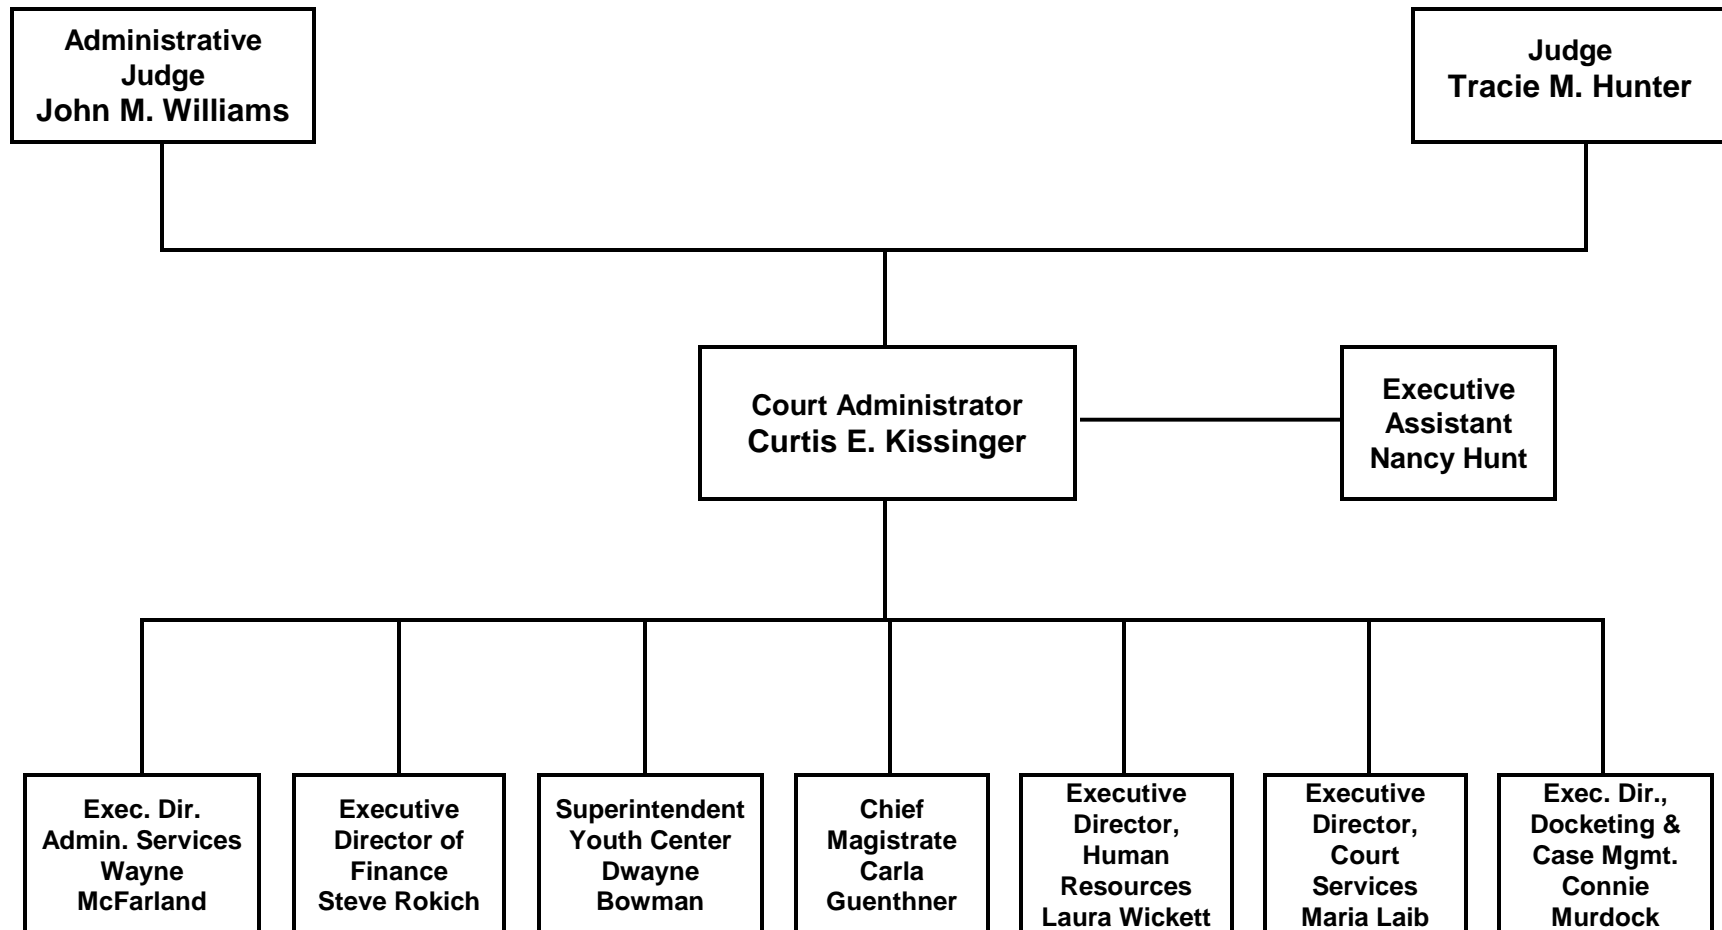 Administrative
Judge
John M. Williams
Judge
Tracie M. Hunter
Court Administrator
Curtis E. Kissinger
Executive
Assistant
Nancy Hunt
Exec. Dir.
Admin. Services
Wayne
McFarland
Executive
Director of
Finance
Steve Rokich
Superintendent
Youth Center
Dwayne
Bowman
Chief
Magistrate
Carla
Guenthner
Executive
Director,
Human
Resources
Laura Wickett
Executive
Director,
Court
Services
Maria Laib
Exec. Dir.,
Docketing &
Case Mgmt.
Connie
Murdock